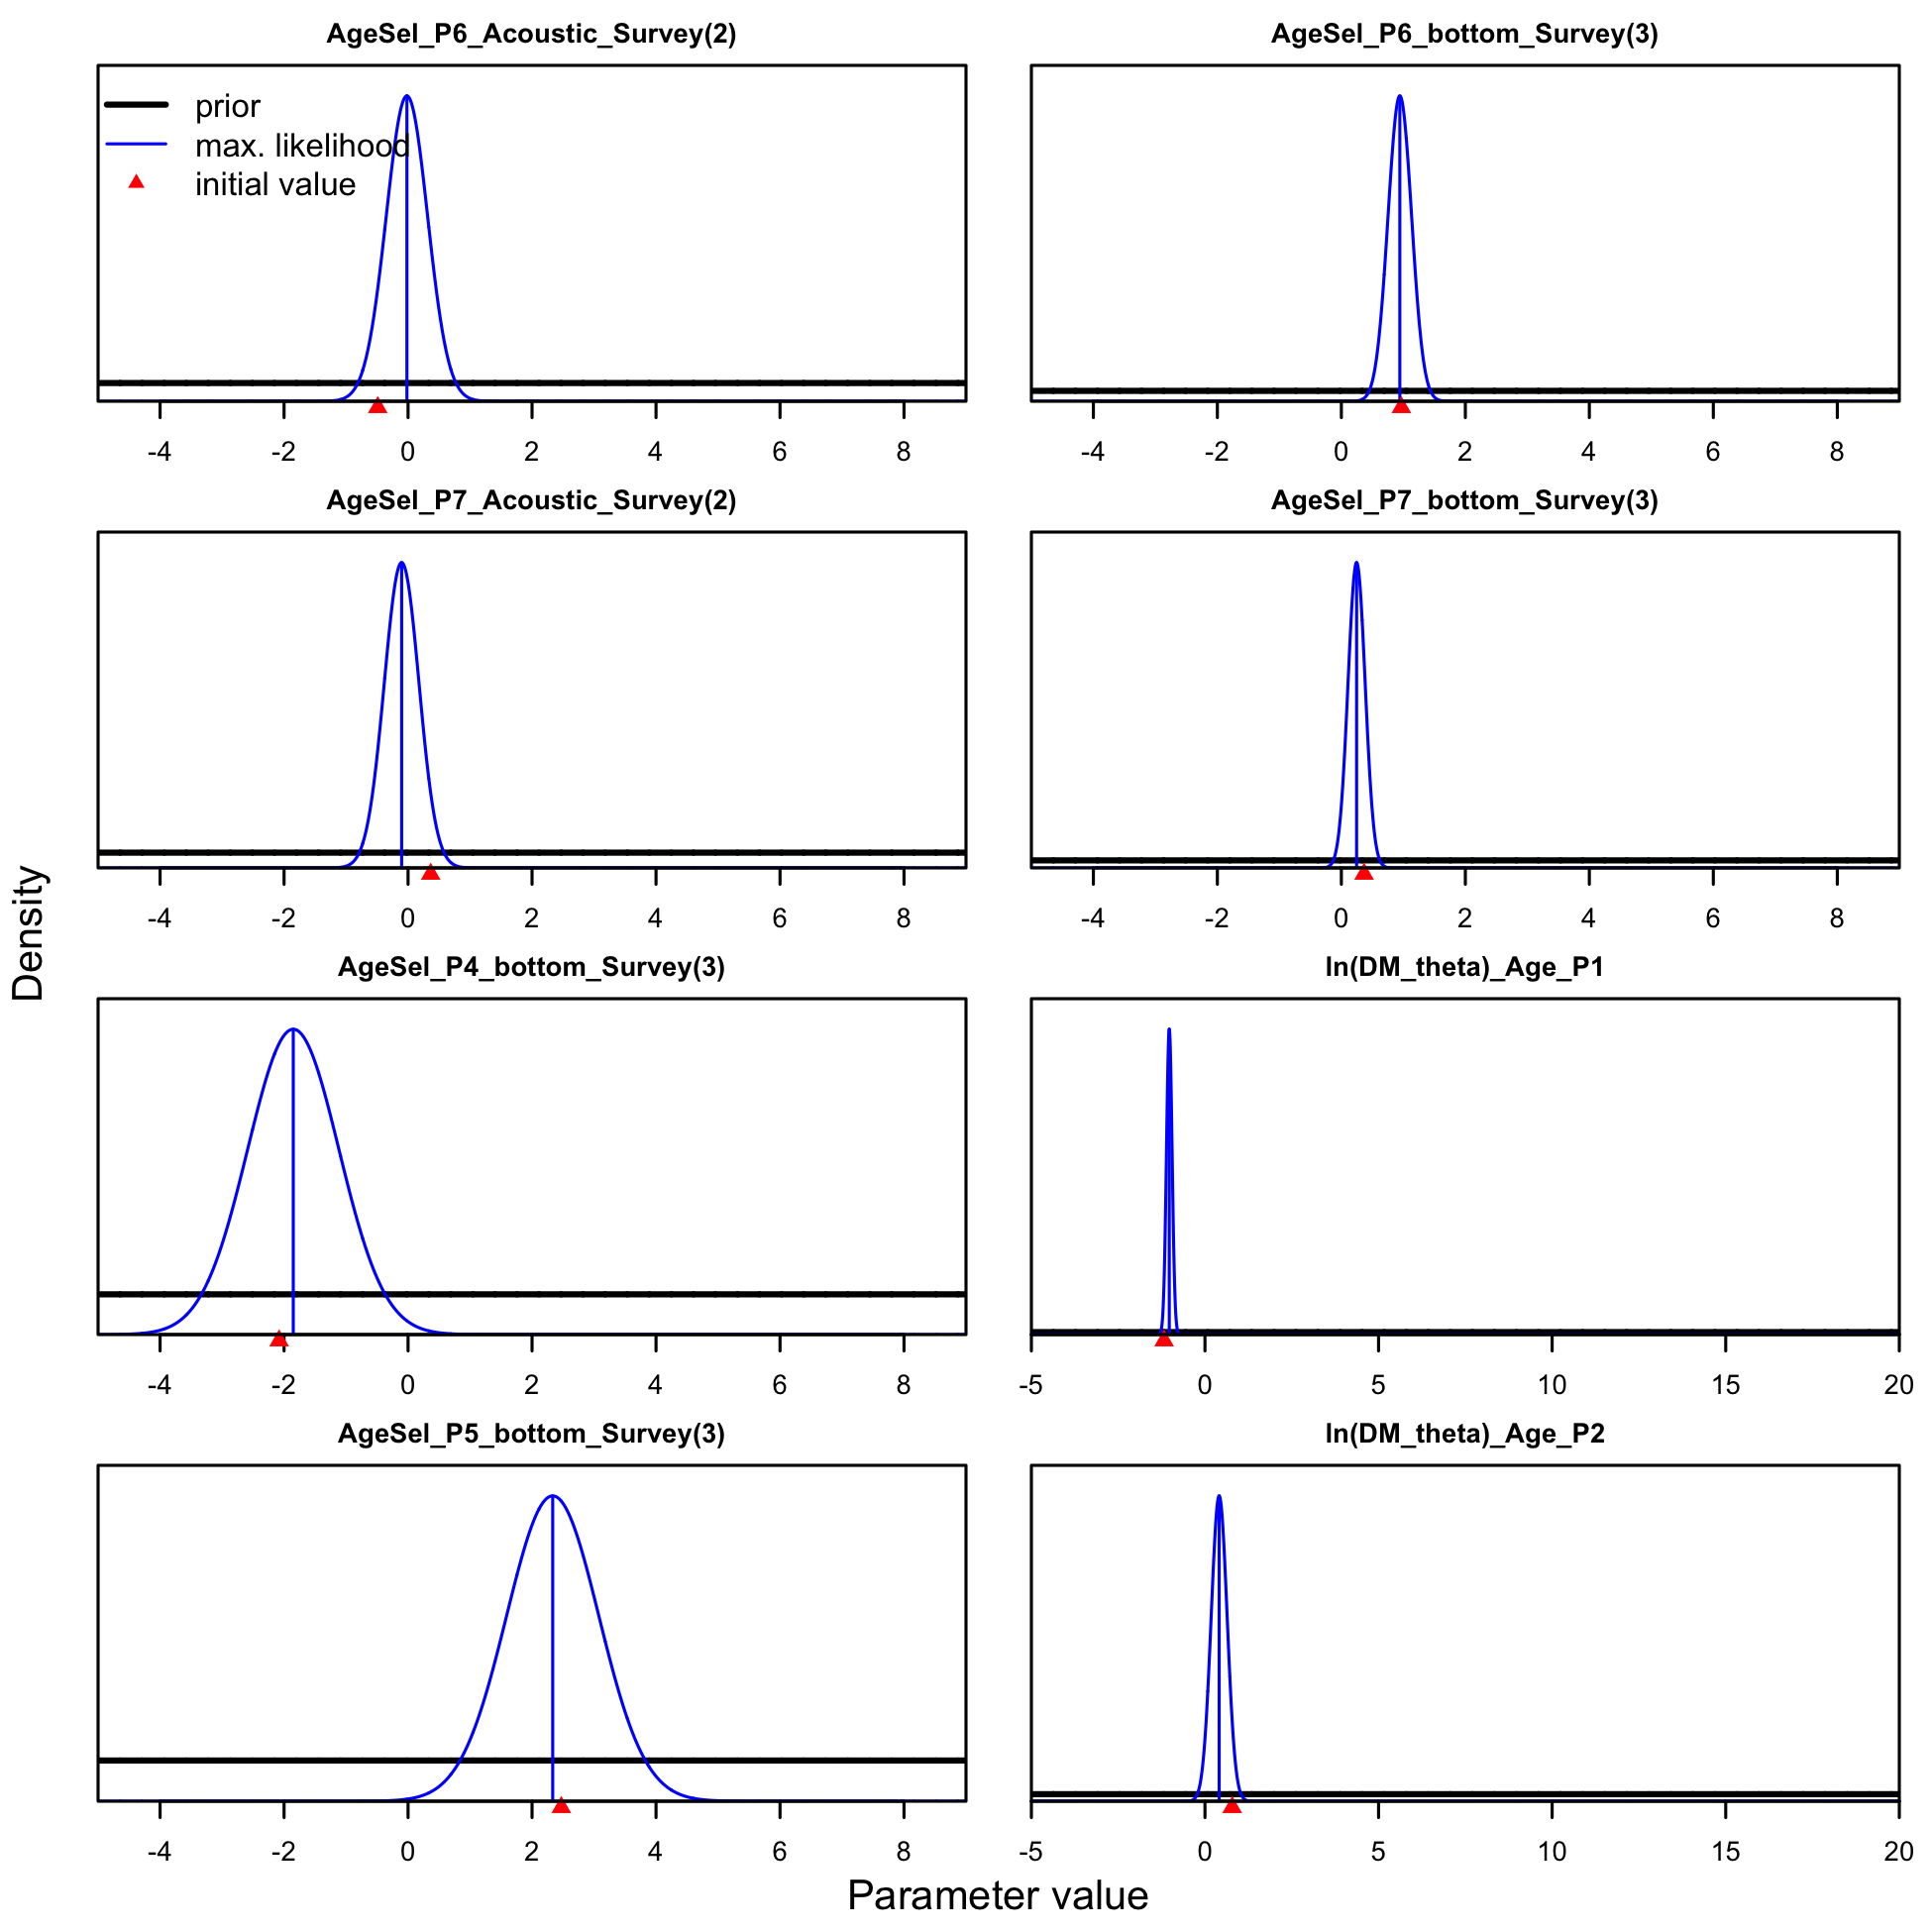 AgeSel_P6_Acoustic_Survey(2)
prior
max. likelihood
initial value
-4 -2 0 2 4 6 8
AgeSel_P6_bottom_Survey(3)
-4 -2 0 2 4 6 8
AgeSel_P7_Acoustic_Survey(2)
-4 -2 0 2 4 6 8
AgeSel_P7_bottom_Survey(3)
-4 -2 0 2 4 6 8
Density
AgeSel_P4_bottom_Survey(3)
-4 -2 0 2 4 6 8
ln(DM_theta)_Age_P1
-5 0 5 10 15 20
AgeSel_P5_bottom_Survey(3)
-4 -2 0 2 4 6 8
ln(DM_theta)_Age_P2
-5 0 5 10 15 20
Parameter value